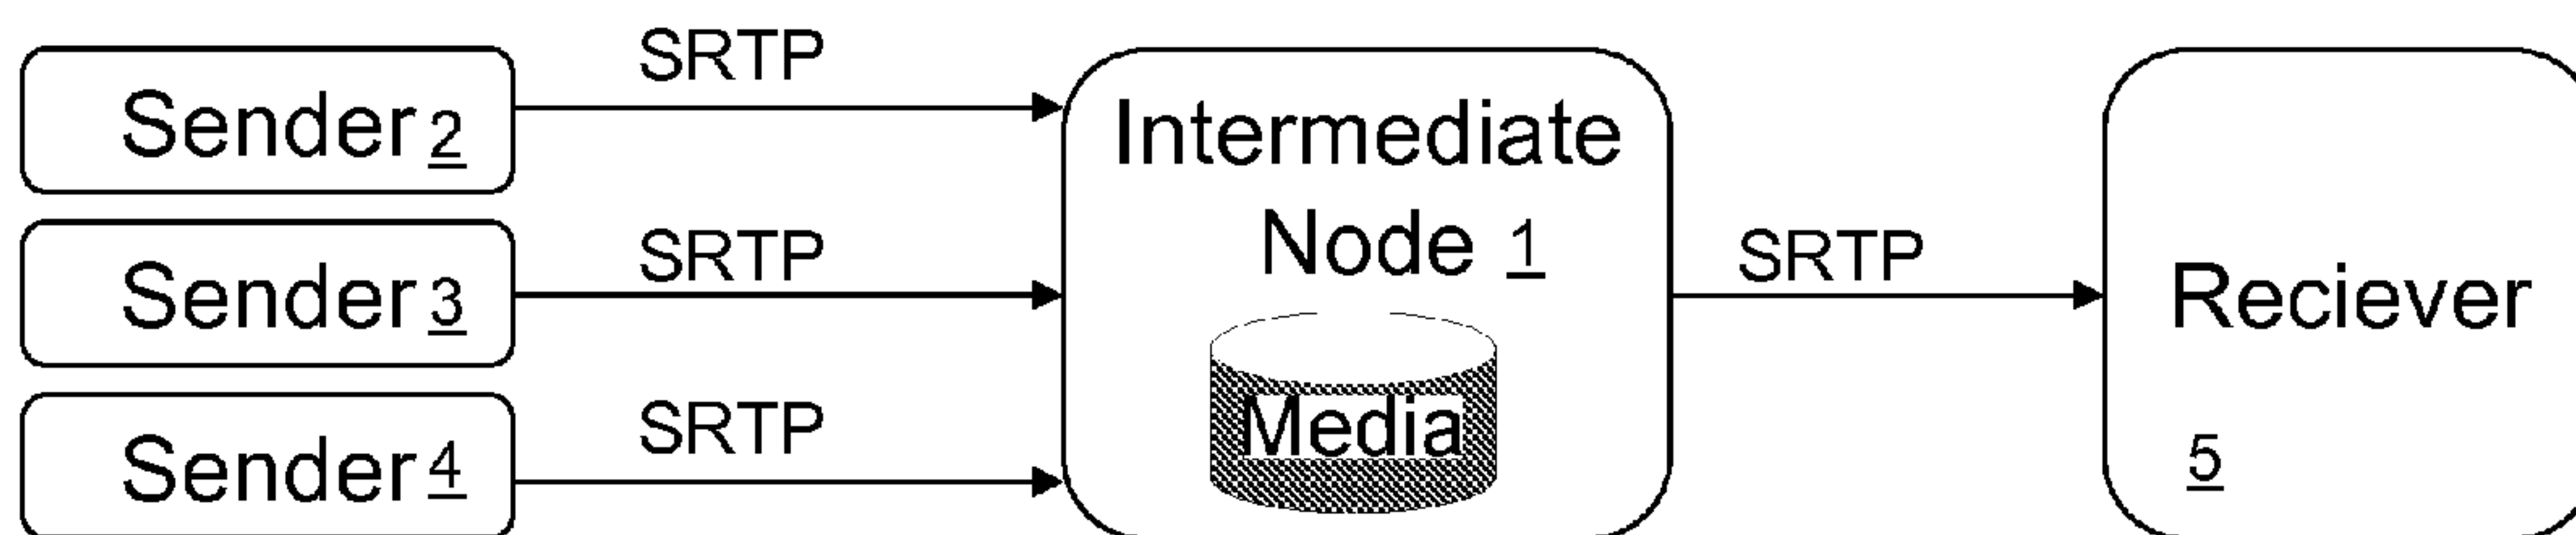 SRTP
Sender 2
Intermediate
Node 1
SRTP
Sender 3
SRTP
Reciever
SRTP
Sender 4
Media
5